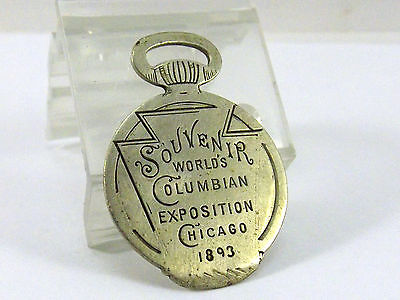 SOUVENIR
WORLD'S
COLUMBIAN
EXPOSITION
CHICAGO
1893